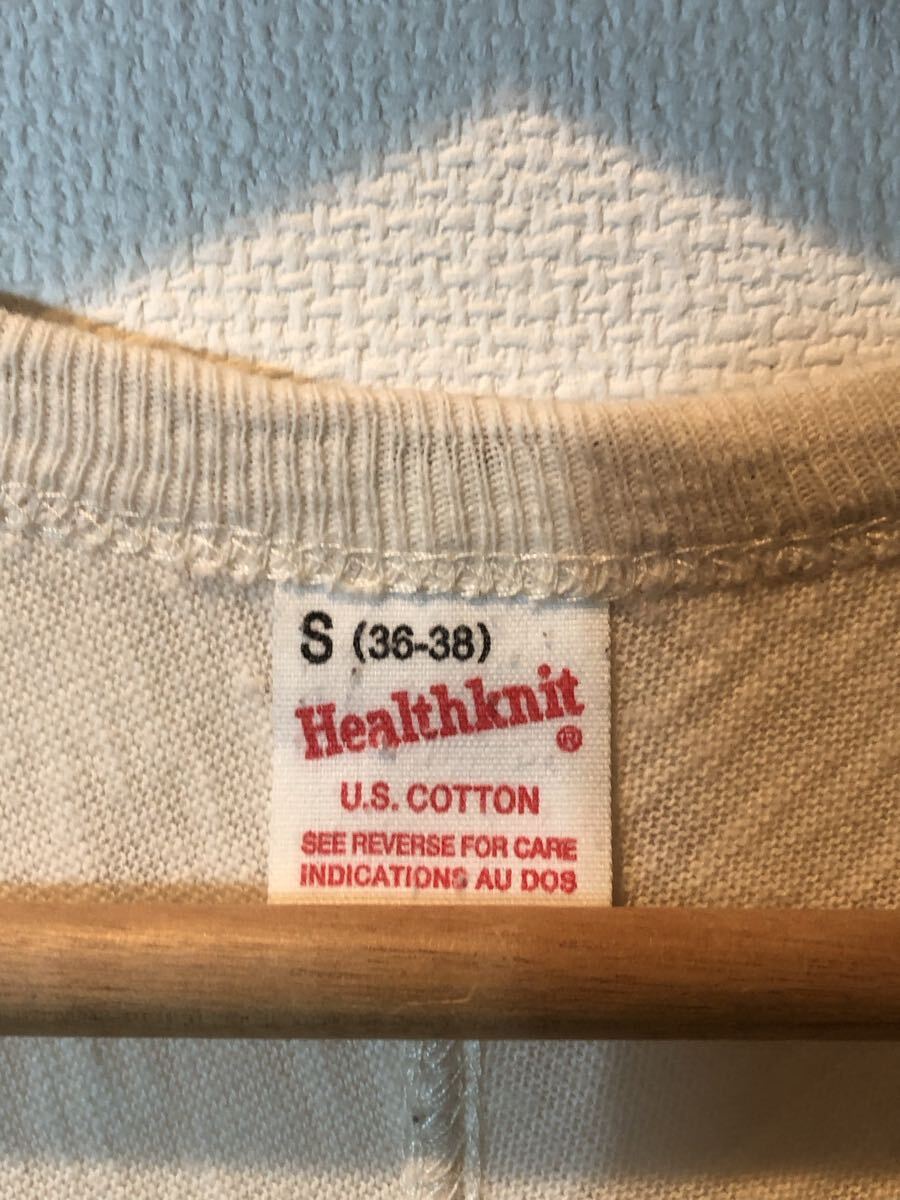 S (36-38)
Healthknit
®
U.S. COTTON
SEE REVERSE FOR CARE
INDICATIONS AU DOS